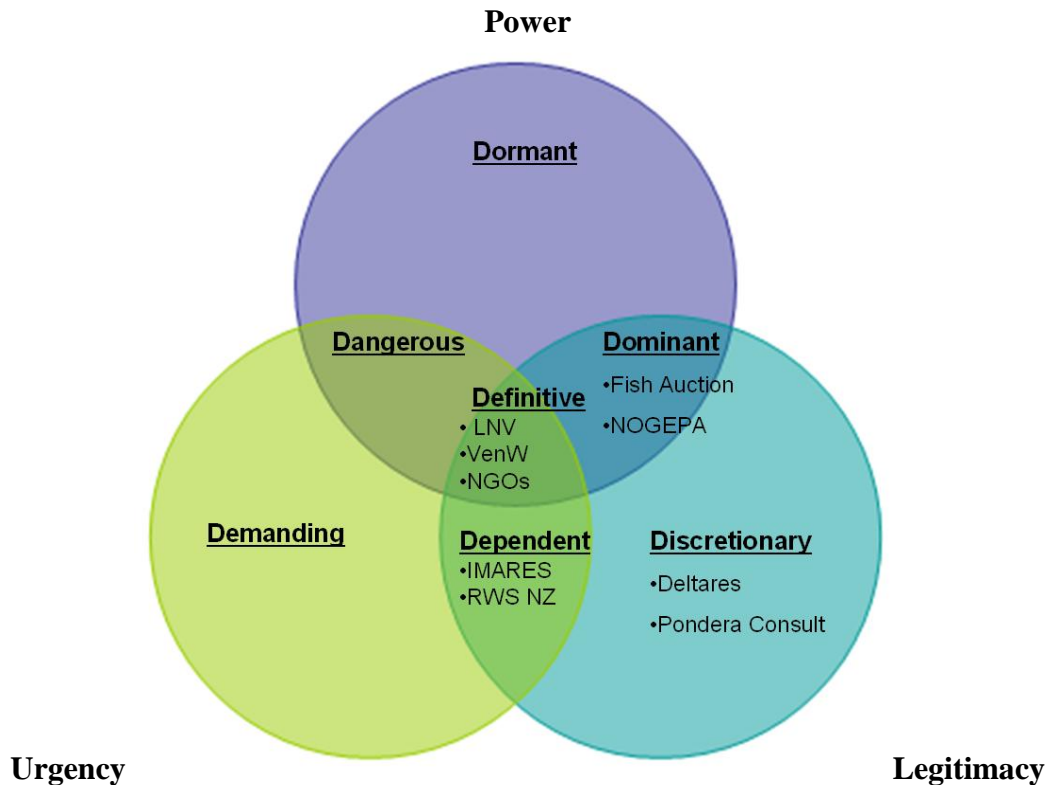 Power
Dormant
Dangerous
Dominant
•Fish Auction
•NOGEPA
Definitive
• LNV
•VenW
•NGOs
Demanding
Dependent
•IMARES
•RWS NZ
Discretionary
•Deltares
•Pondera Consult
Urgency
Legitimacy